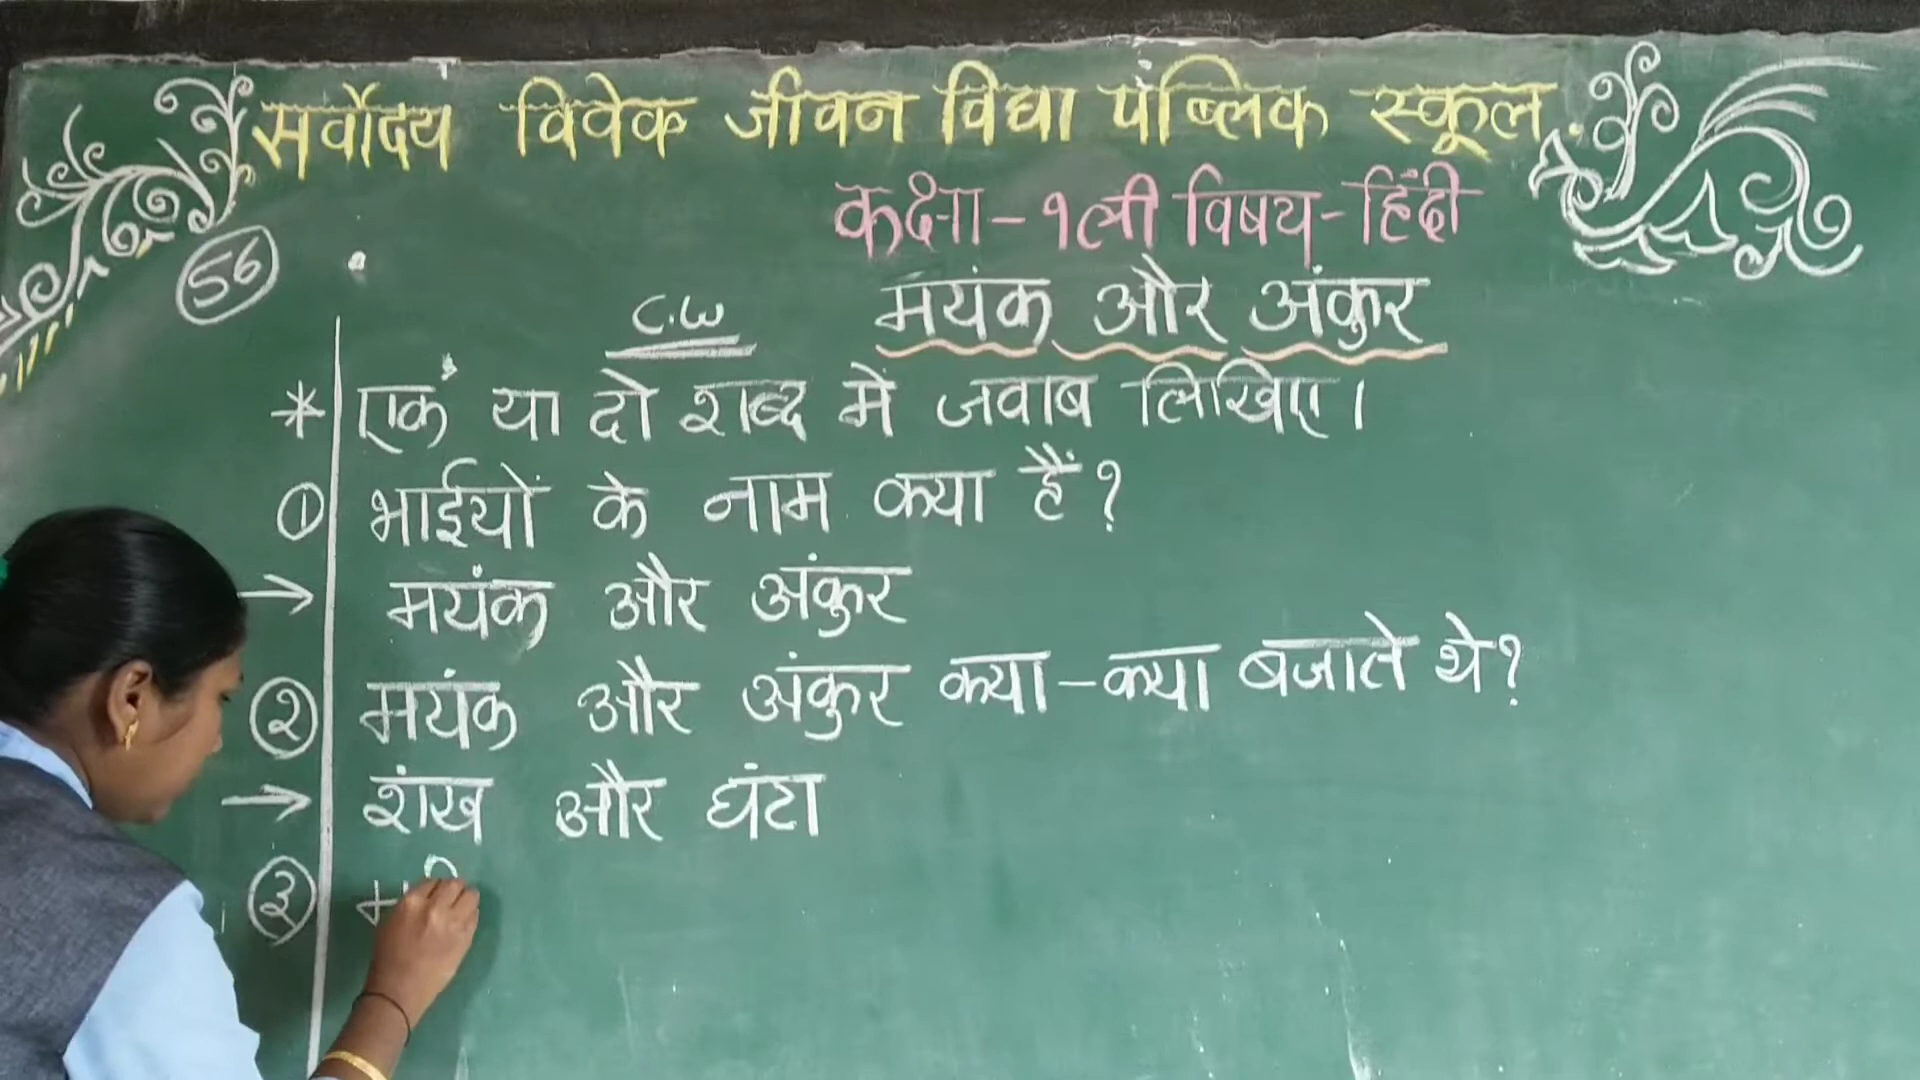 सर्वोदय विवेक जीवन विद्या पब्लिक स्कूल.
कक्षा - १ली विषय - हिंदी
56
C.W मयंक और अंकुर
* एक या दो शब्द में जवाब लिखिए।
① भाईयों के नाम क्या हैं?
→ मयंक और अंकुर
② मयंक और अंकुर क्या-क्या बजाते थे?
→ शंख और घंटा
③